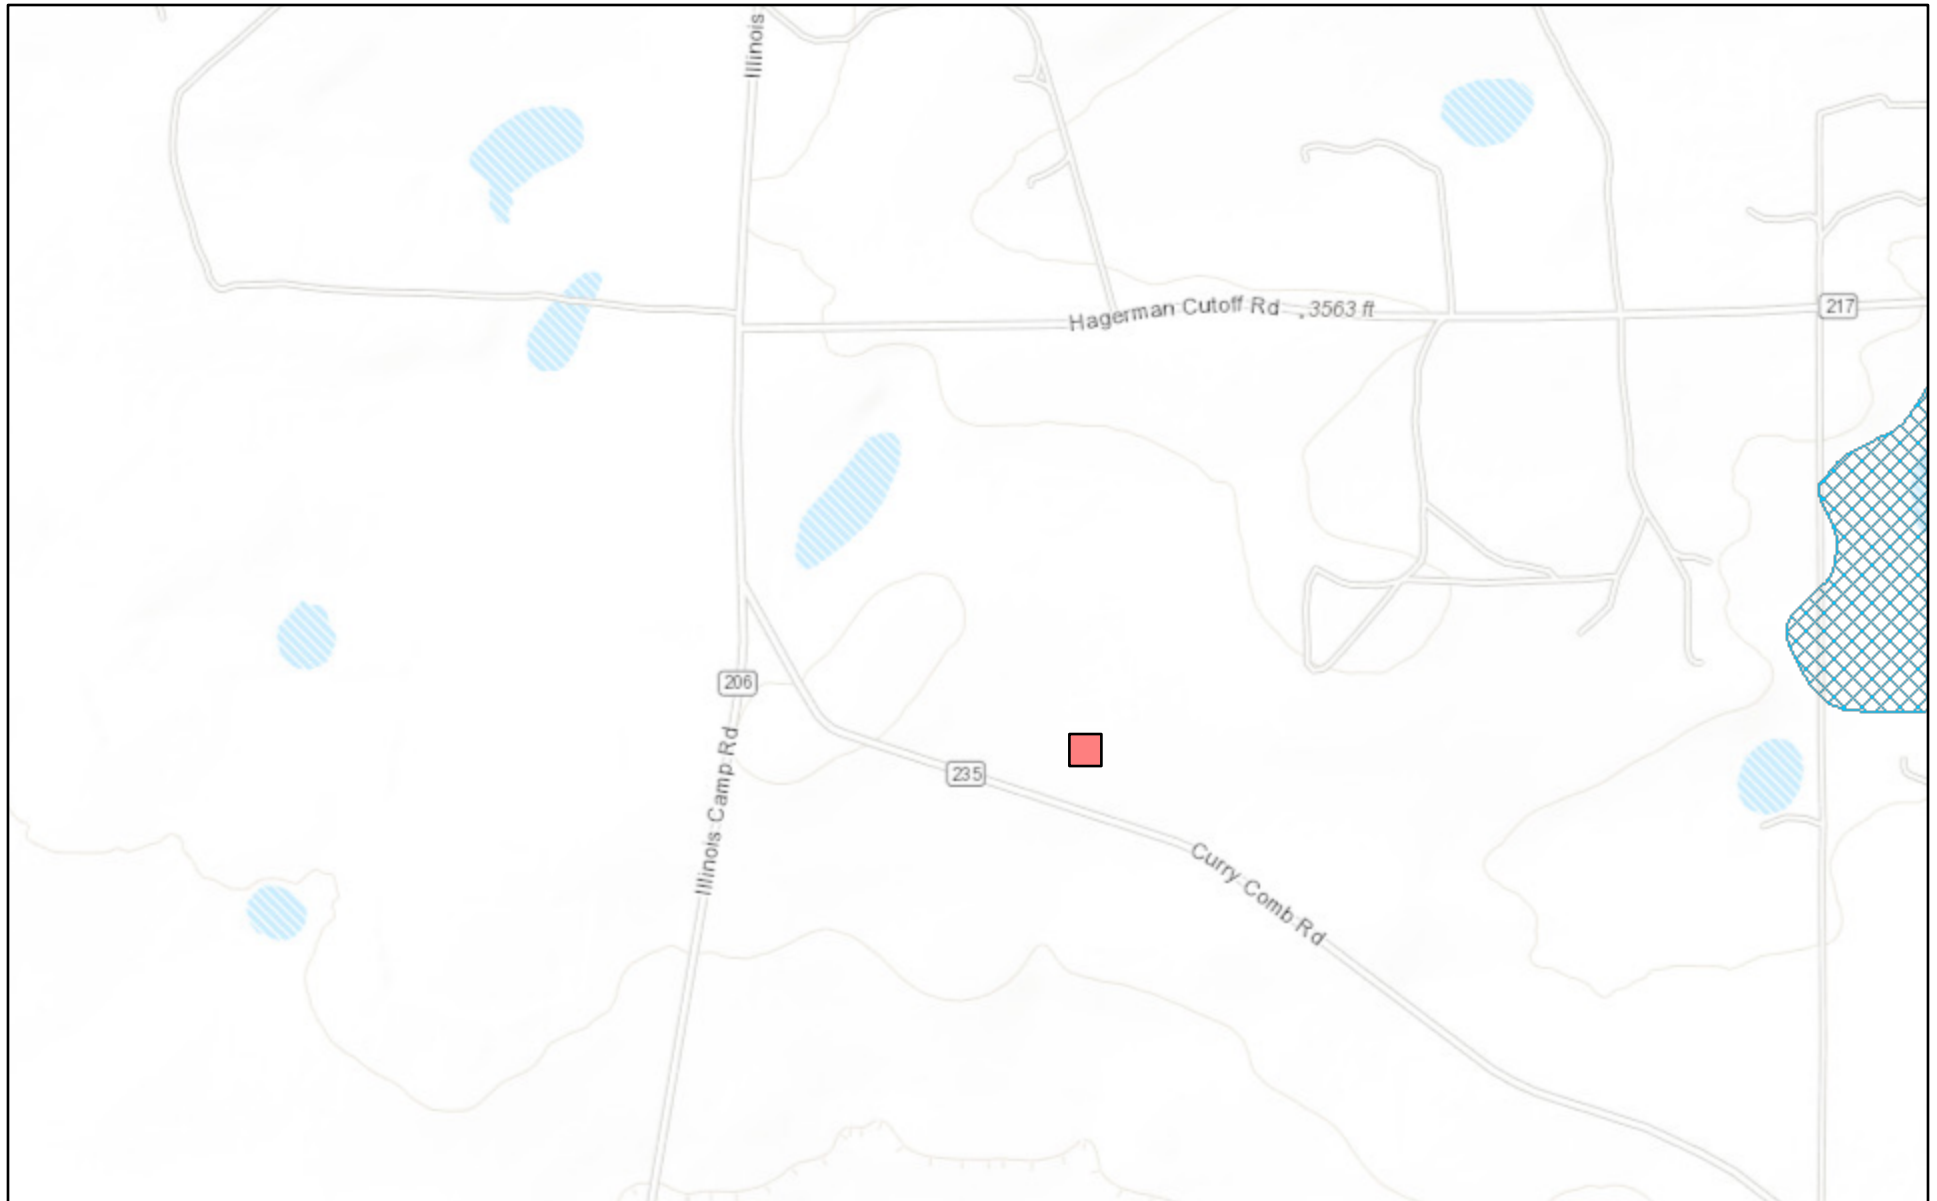 Illinois
Hagerman Cutoff Rd
3563 ft
217
206
Illinois Camp Rd
235
Curry Comb Rd